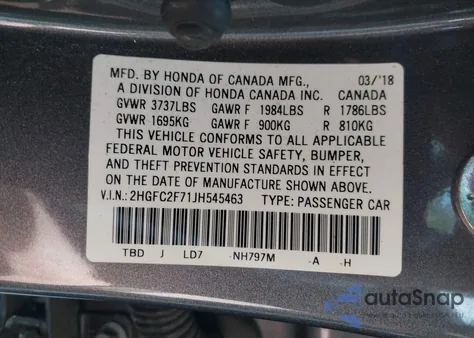 MFD. BY HONDA OF CANADA MFG., 03/'18
A DIVISION OF HONDA CANADA INC. CANADA
GVWR 3737LBS GAWR F 1984LBS R 1786LBS
GVWR 1695KG GAWR F 900KG R 810KG
THIS VEHICLE CONFORMS TO ALL APPLICABLE
FEDERAL MOTOR VEHICLE SAFETY, BUMPER,
AND THEFT PREVENTION STANDARDS IN EFFECT
ON THE DATE OF MANUFACTURE SHOWN ABOVE.
V.I.N.: 2HGFC2F71JH545463 TYPE: PASSENGER CAR
TBD J LD7 -NH797M -A -H
autoSnap